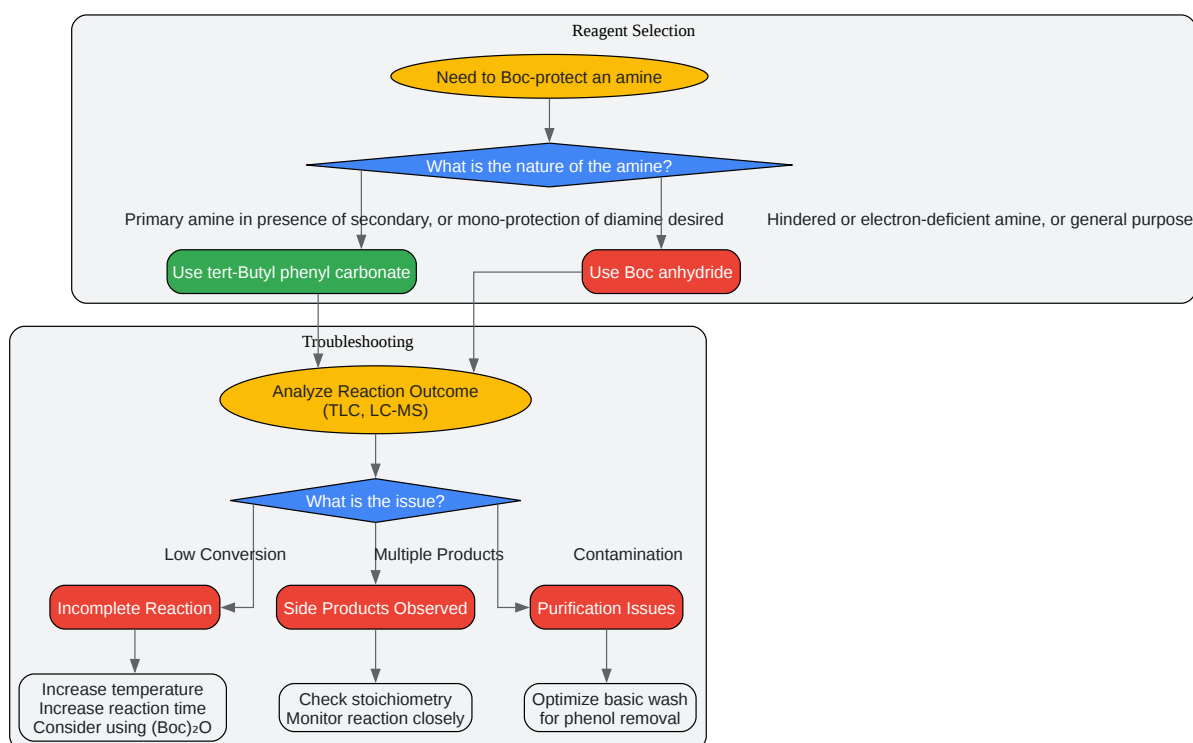 Reagent Selection
Need to Boc-protect an amine
What is the nature of the amine?
Primary amine in presence of secondary, or mono-protection of diamine desired
Hindered or electron-deficient amine, or general purpose
Use tert-Butyl phenyl carbonate
Use Boc anhydride
Troubleshooting
Analyze Reaction Outcome
(TLC, LC-MS)
What is the issue?
Low Conversion
Multiple Products
Contamination
Incomplete Reaction
Side Products Observed
Purification Issues
Increase temperature
Increase reaction time
Consider using (Boc)₂O
Check stoichiometry
Monitor reaction closely
Optimize basic wash
for phenol removal